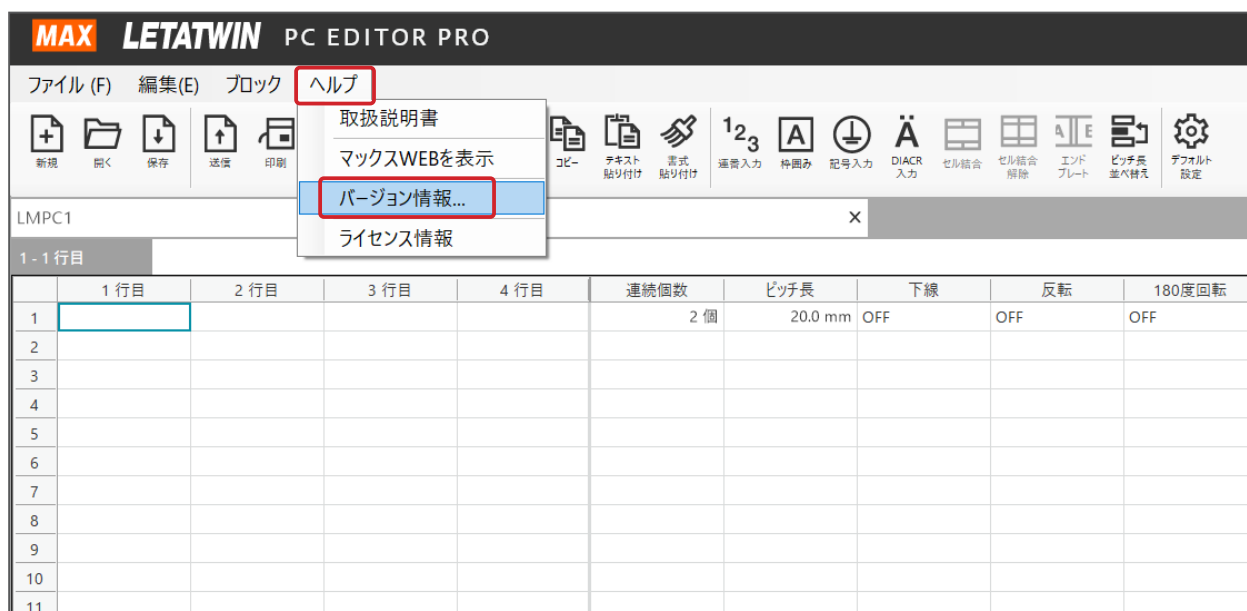 MAX LETATWIN PC EDITOR PRO
ファイル (F) 編集(E) ブロック ヘルプ
取扱説明書
マックスWEBを表示
バージョン情報...
ライセンス情報
新規 開く 保存 送信 印刷 コピー テキスト貼り付け 書式貼り付け 連番入力 枠囲み 記号入力 DIACR入力 セル結合 セル結合解除 エンドプレート ピッチ長並べ替え デフォルト設定
LMPC1 ×
1 - 1 行目
1 行目 2 行目 3 行目 4 行目 連続個数 ピッチ長 下線 反転 180度回転
1 2 個 20.0 mm OFF OFF OFF
2
3
4
5
6
7
8
9
10
11